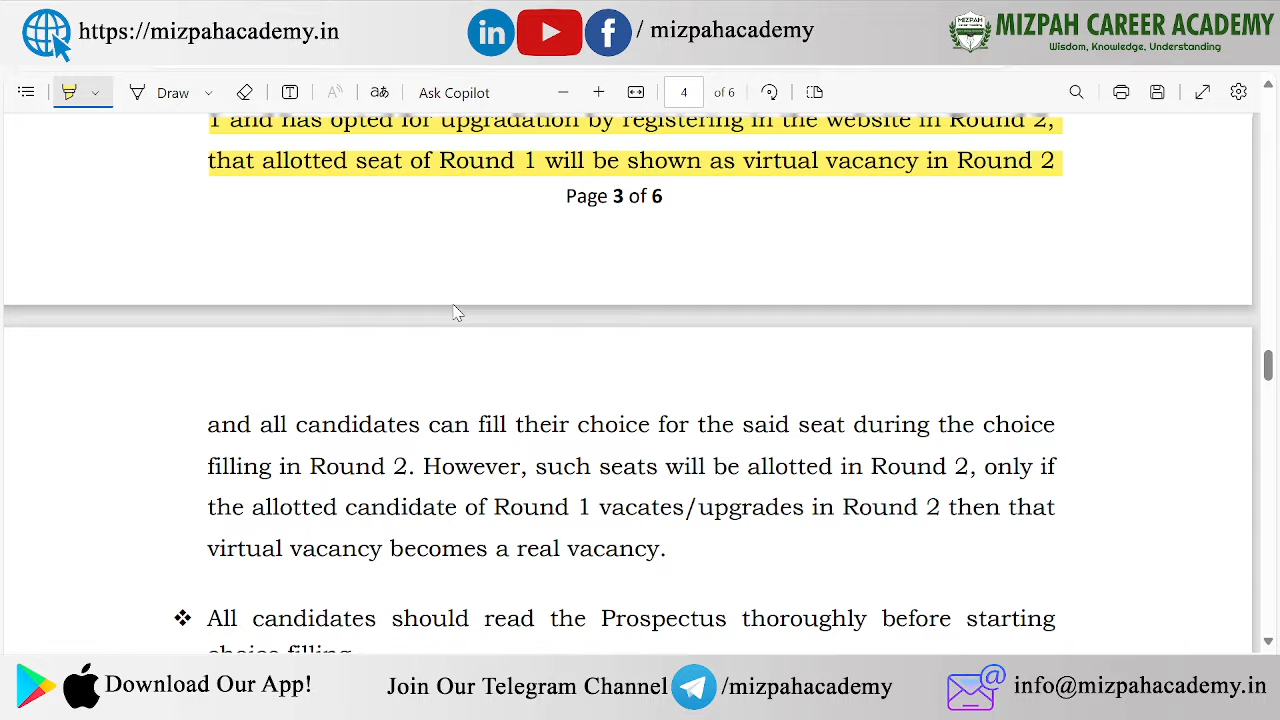 https://mizpahacademy.in
in f / mizpahacademy
MIZPAH CAREER ACADEMY
Wisdom, Knowledge, Understanding
Draw T A aあ Ask Copilot 4 of 6
1 and has opted for upgradation by registering in the website in Round 2,
that allotted seat of Round 1 will be shown as virtual vacancy in Round 2
Page 3 of 6
and all candidates can fill their choice for the said seat during the choice
filling in Round 2. However, such seats will be allotted in Round 2, only if
the allotted candidate of Round 1 vacates/upgrades in Round 2 then that
virtual vacancy becomes a real vacancy.
❖ All candidates should read the Prospectus thoroughly before starting
choice filling.
Download Our App! Join Our Telegram Channel /mizpahacademy @ info@mizpahacademy.in